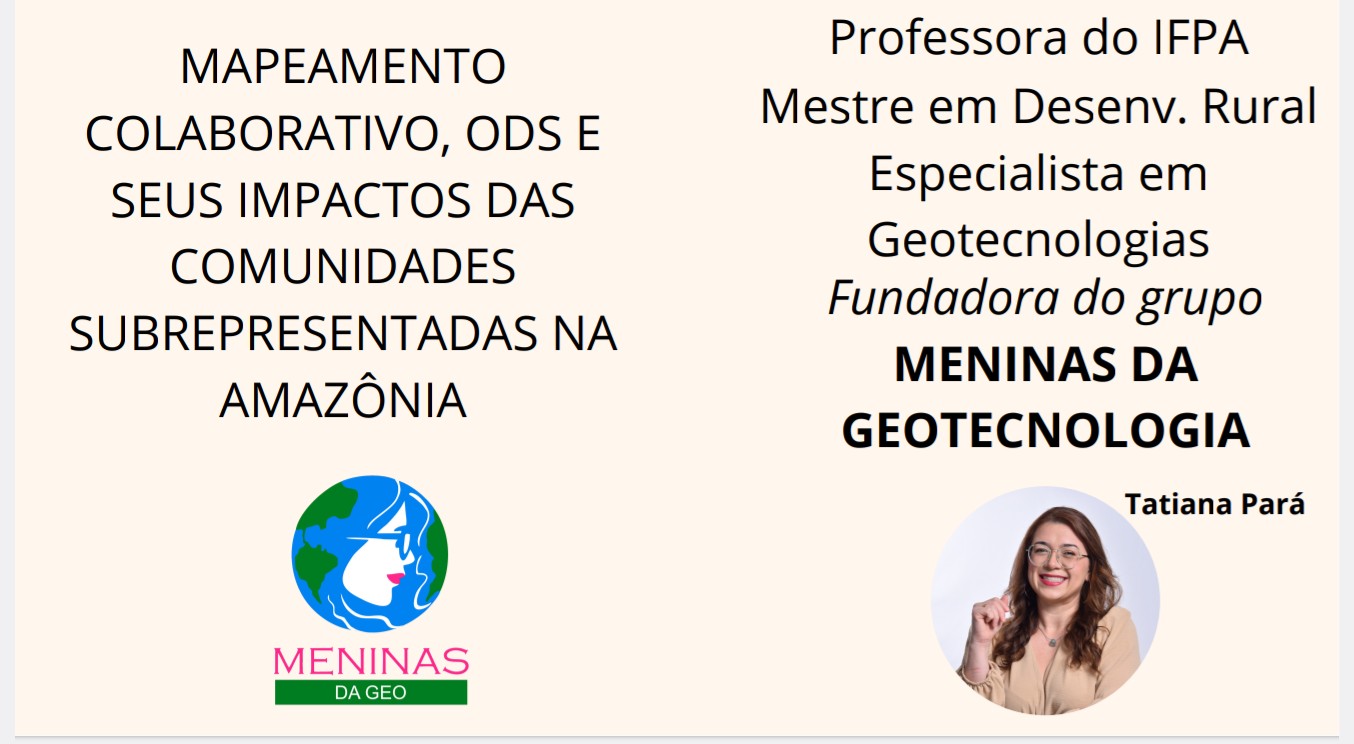 MAPEAMENTO
COLABORATIVO, ODS E
SEUS IMPACTOS DAS
COMUNIDADES
SUBREPRESENTADAS NA
AMAZÔNIA
MENINAS
DA GEO
Professora do IFPA
Mestre em Desenv. Rural
Especialista em
Geotecnologias
Fundadora do grupo
MENINAS DA
GEOTECNOLOGIA
Tatiana Pará